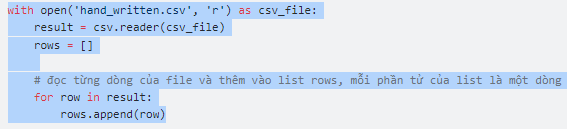 with open('hand_written.csv', 'r') as csv_file:
    result = csv.reader(csv_file)
    rows = []
    # đọc từng dòng của file và thêm vào list rows, mỗi phần tử của list là một dòng
    for row in result:
        rows.append(row)